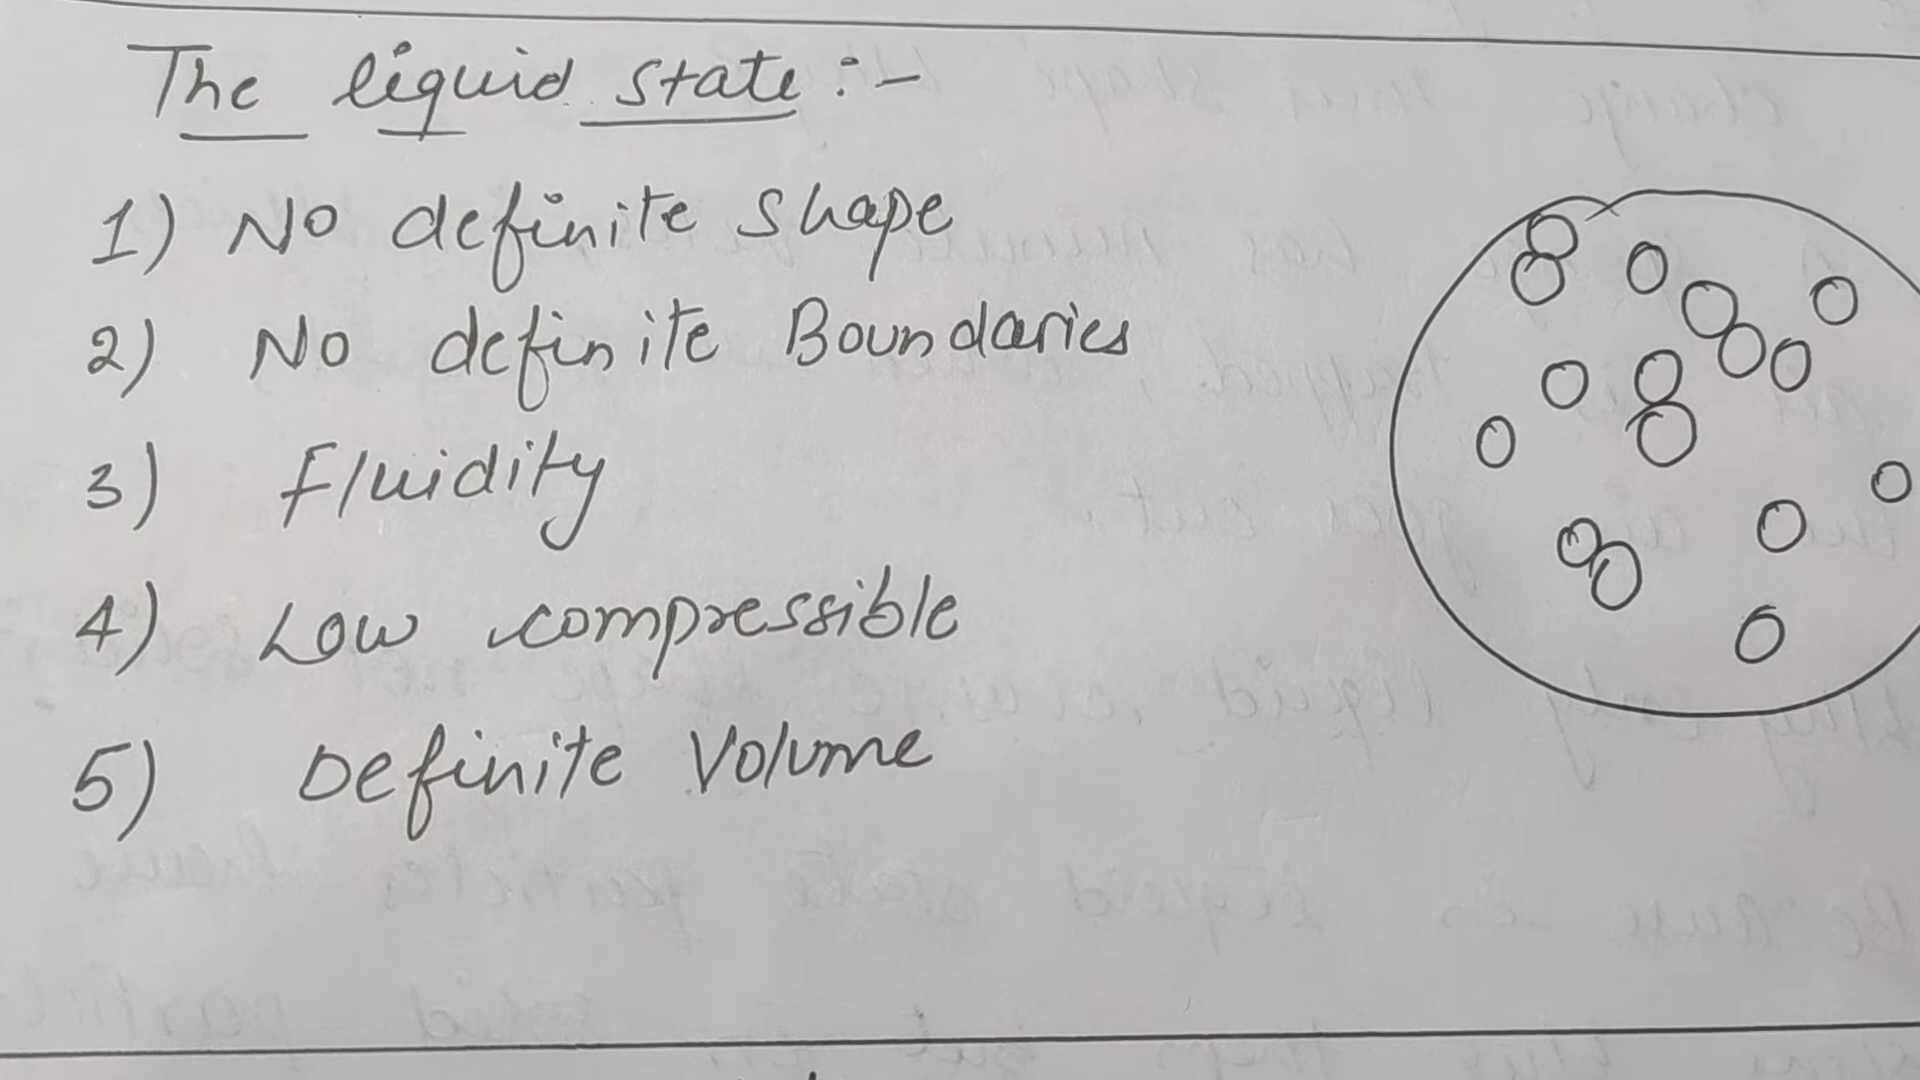 The liquid state :-
1) No definite shape
2) No definite Boundaries
3) Fluidity
4) Low compressible
5) Definite Volume